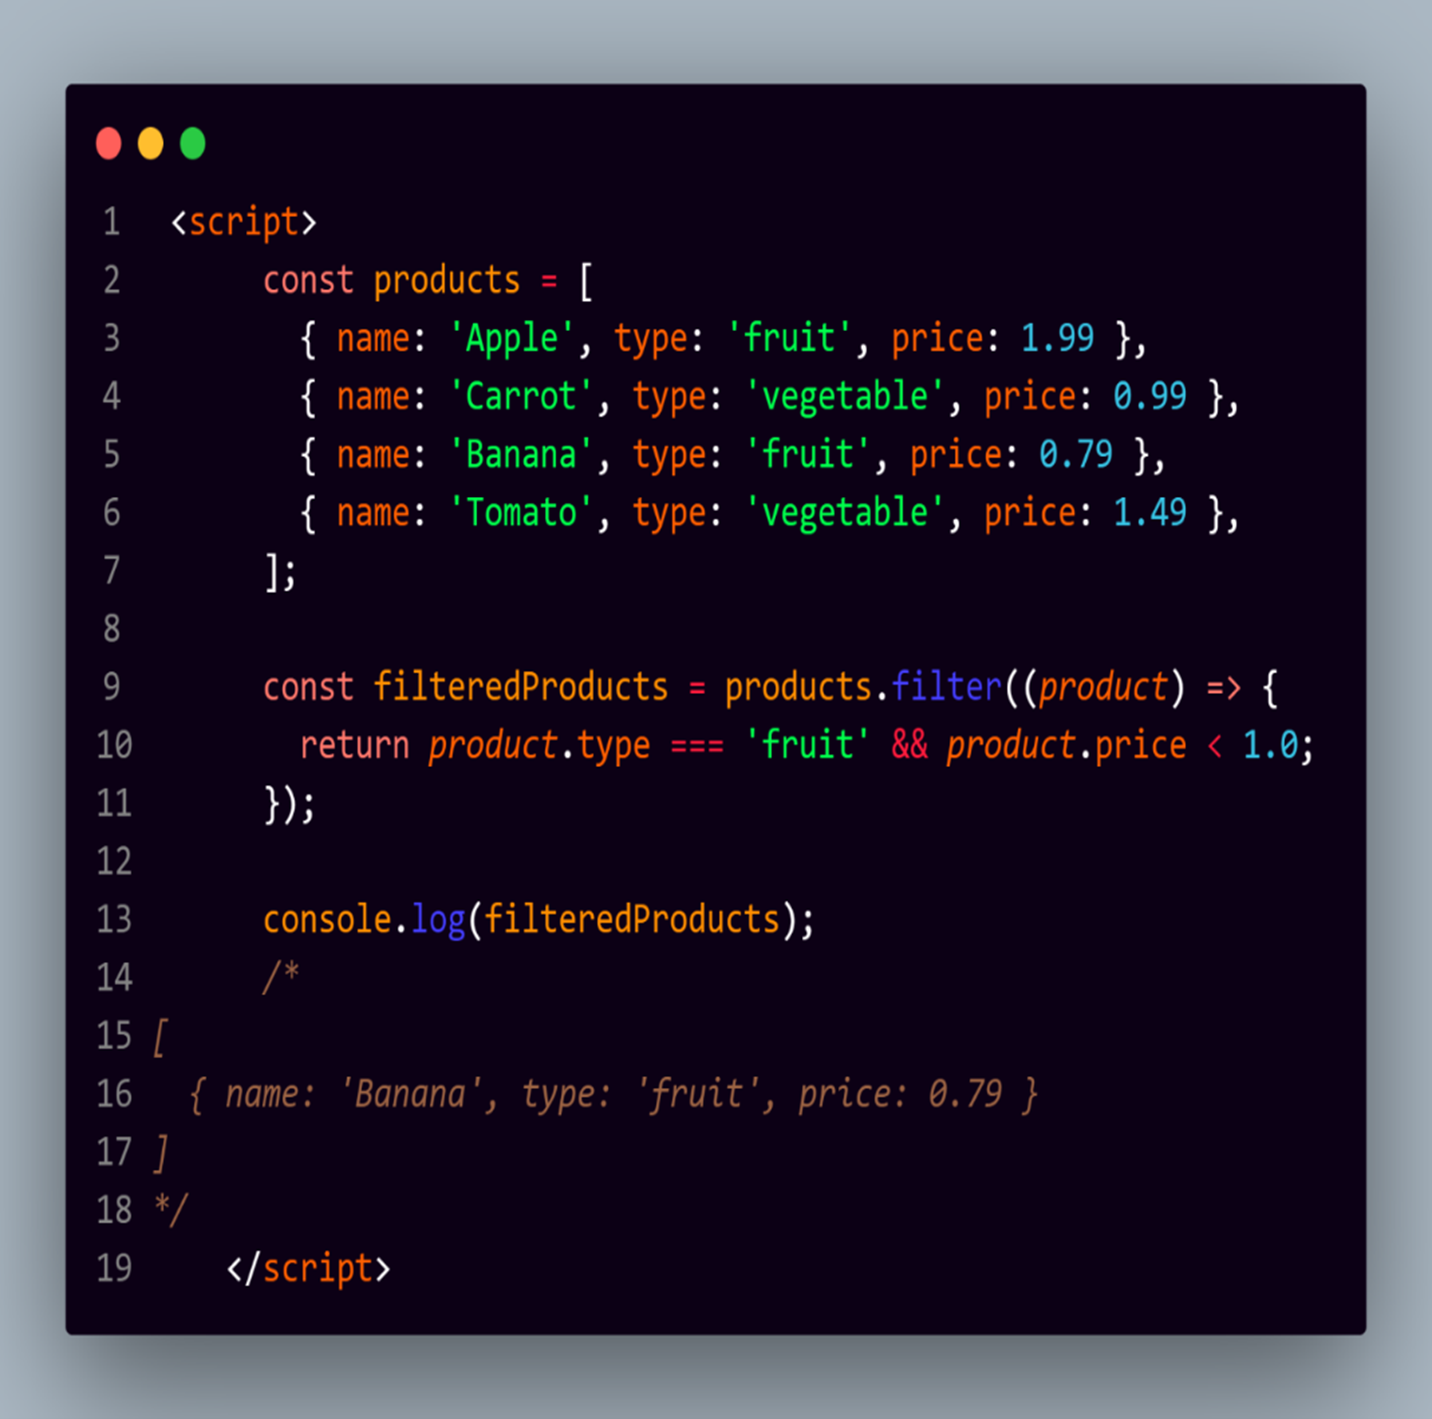 1 <script>
2 const products = [
3 { name: 'Apple', type: 'fruit', price: 1.99 },
4 { name: 'Carrot', type: 'vegetable', price: 0.99 },
5 { name: 'Banana', type: 'fruit', price: 0.79 },
6 { name: 'Tomato', type: 'vegetable', price: 1.49 },
7 ];
8
9 const filteredProducts = products.filter((product) => {
10 return product.type === 'fruit' && product.price < 1.0;
11 });
12
13 console.log(filteredProducts);
14 /*
15 [
16 { name: 'Banana', type: 'fruit', price: 0.79 }
17 ]
18 */
19 </script>